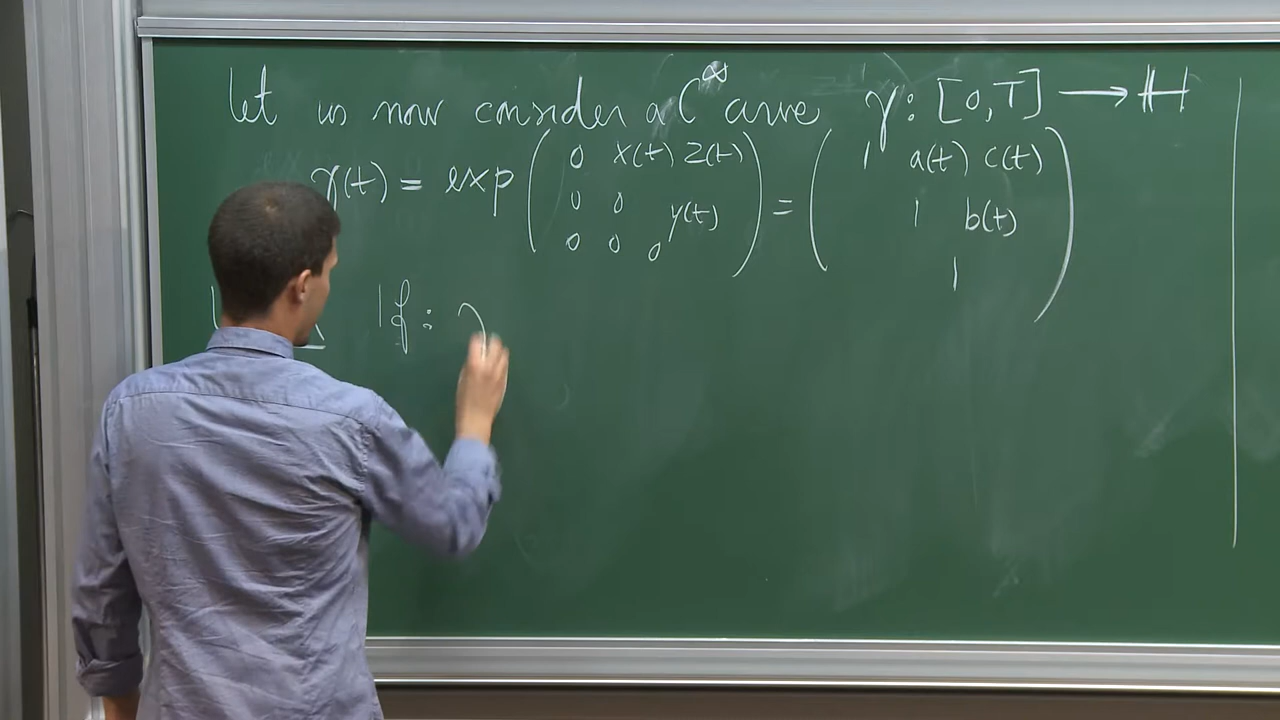 Let us now consider a C^∞ curve γ: [0,T] → ℍ
γ(t) = exp ( 0 x(t) z(t) ) = ( 1 a(t) c(t) )
0 0 y(t) 1 b(t)
0 0 0 1
If: γ